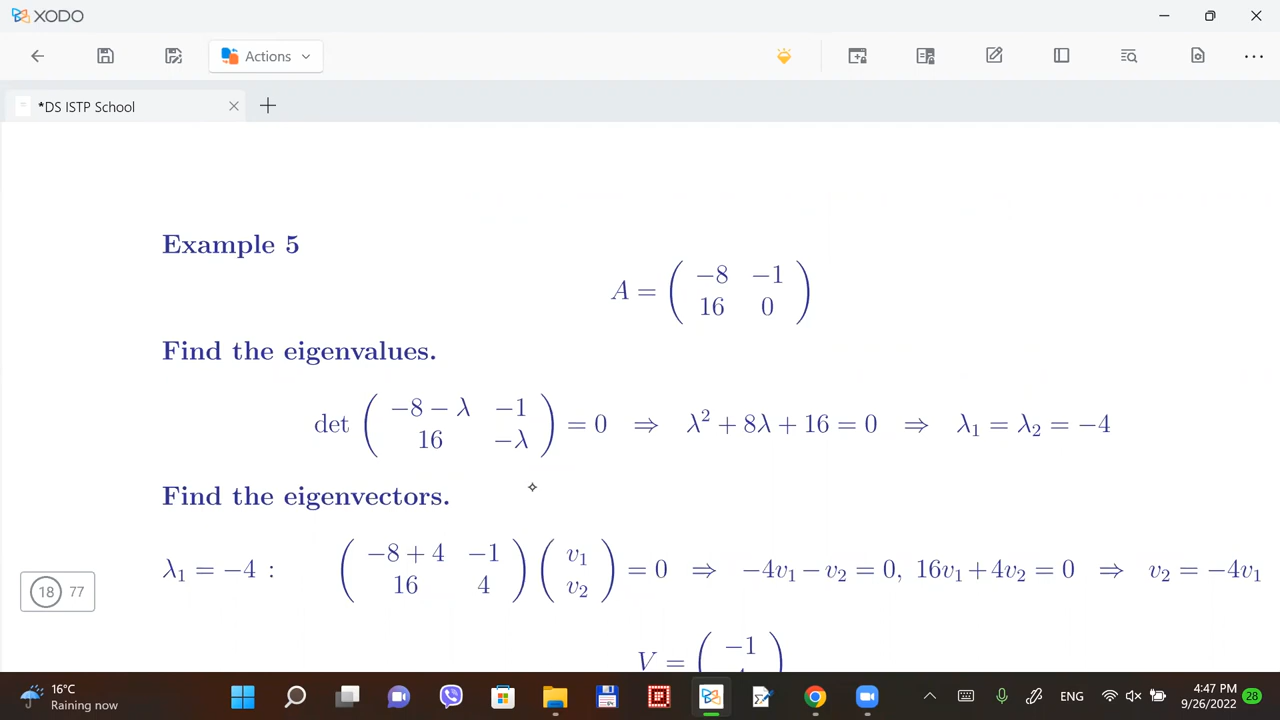 XODO
Actions
*DS ISTP School
Example 5
A = ( −8 −1
16 0 )
Find the eigenvalues.
det ( −8 − λ −1
16 −λ ) = 0 ⇒ λ² + 8λ + 16 = 0 ⇒ λ₁ = λ₂ = −4
Find the eigenvectors.
λ₁ = −4 : ( −8 + 4 −1
16 4 ) ( v₁
v₂ ) = 0 ⇒ −4v₁ − v₂ = 0, 16v₁ + 4v₂ = 0 ⇒ v₂ = −4v₁
18 77
V = ( −1 )
16°C
Raining now
64
ENG
4:47 PM
9/26/2022
28